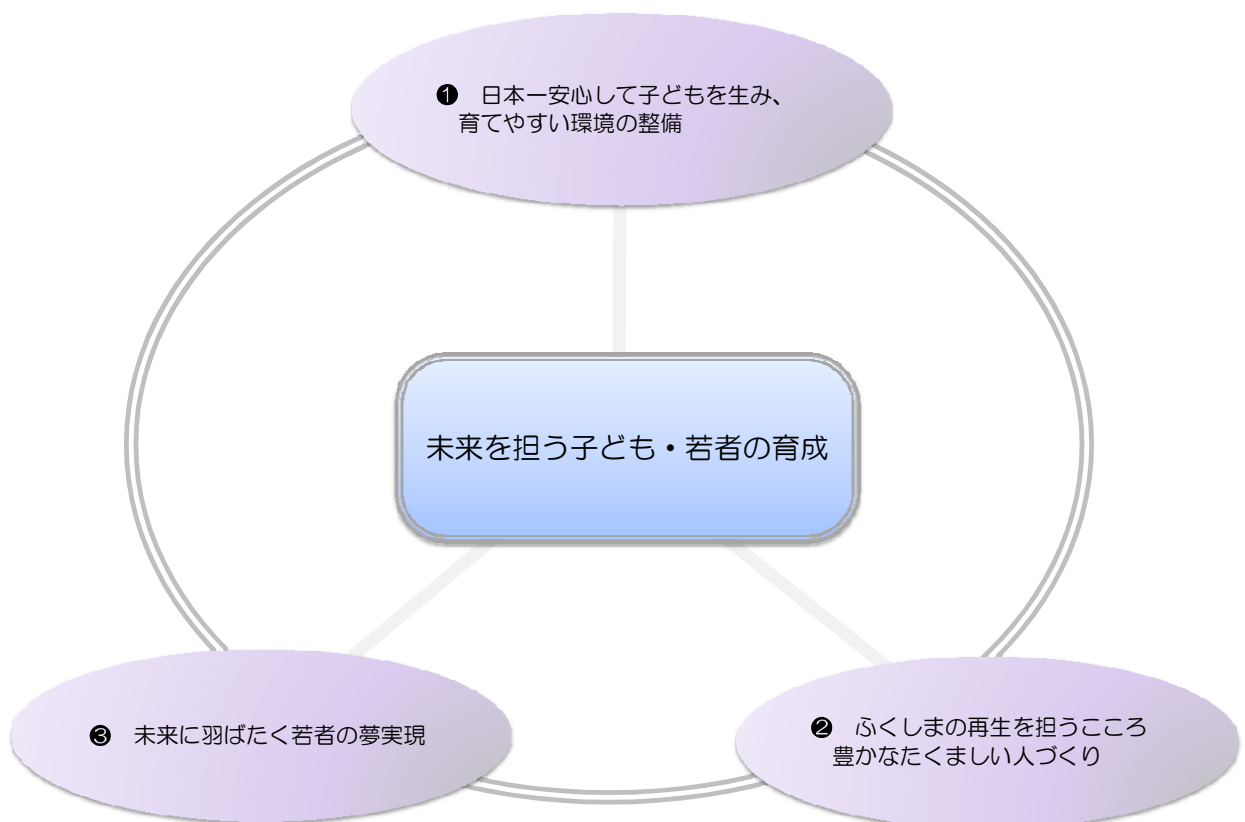 ❶　日本一安心して子どもを生み、
育てやすい環境の整備
未来を担う子ども・若者の育成
❸　未来に羽ばたく若者の夢実現
❷　ふくしまの再生を担うこころ
豊かなたくましい人づくり